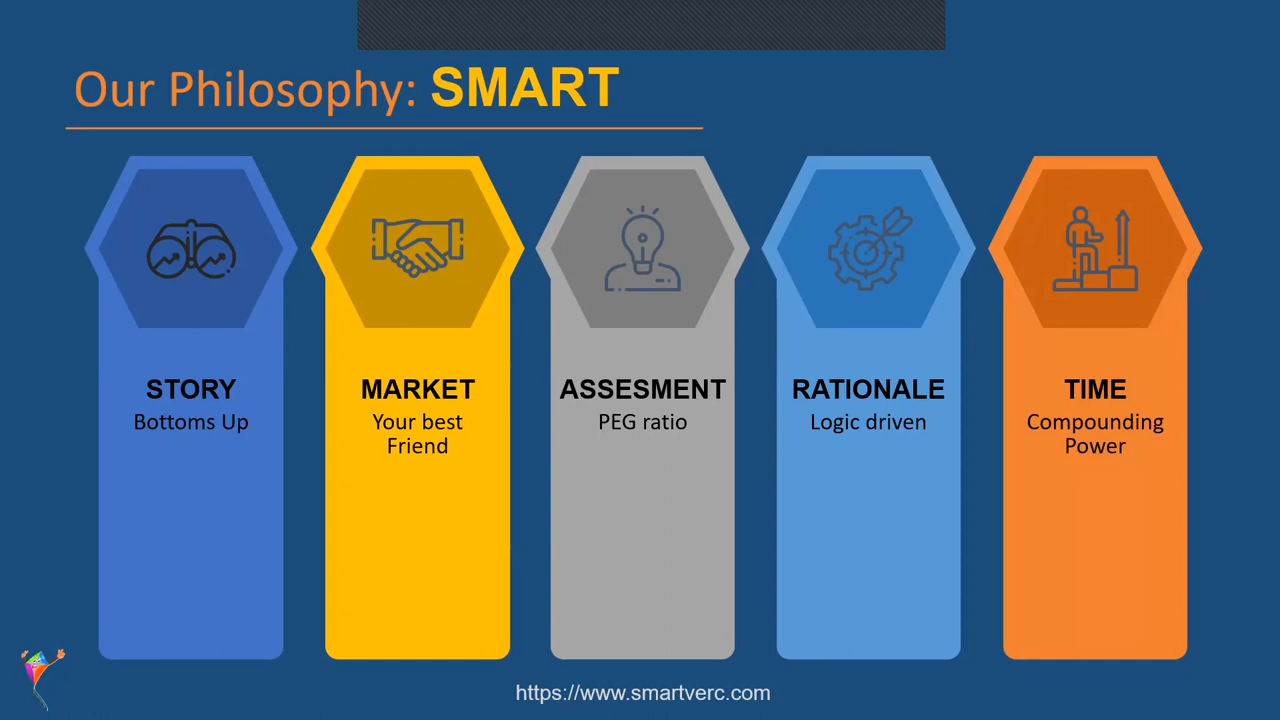 Our Philosophy: SMART
STORY
Bottoms Up
MARKET
Your best
Friend
ASSESMENT
PEG ratio
RATIONALE
Logic driven
TIME
Compounding
Power
https://www.smartverc.com